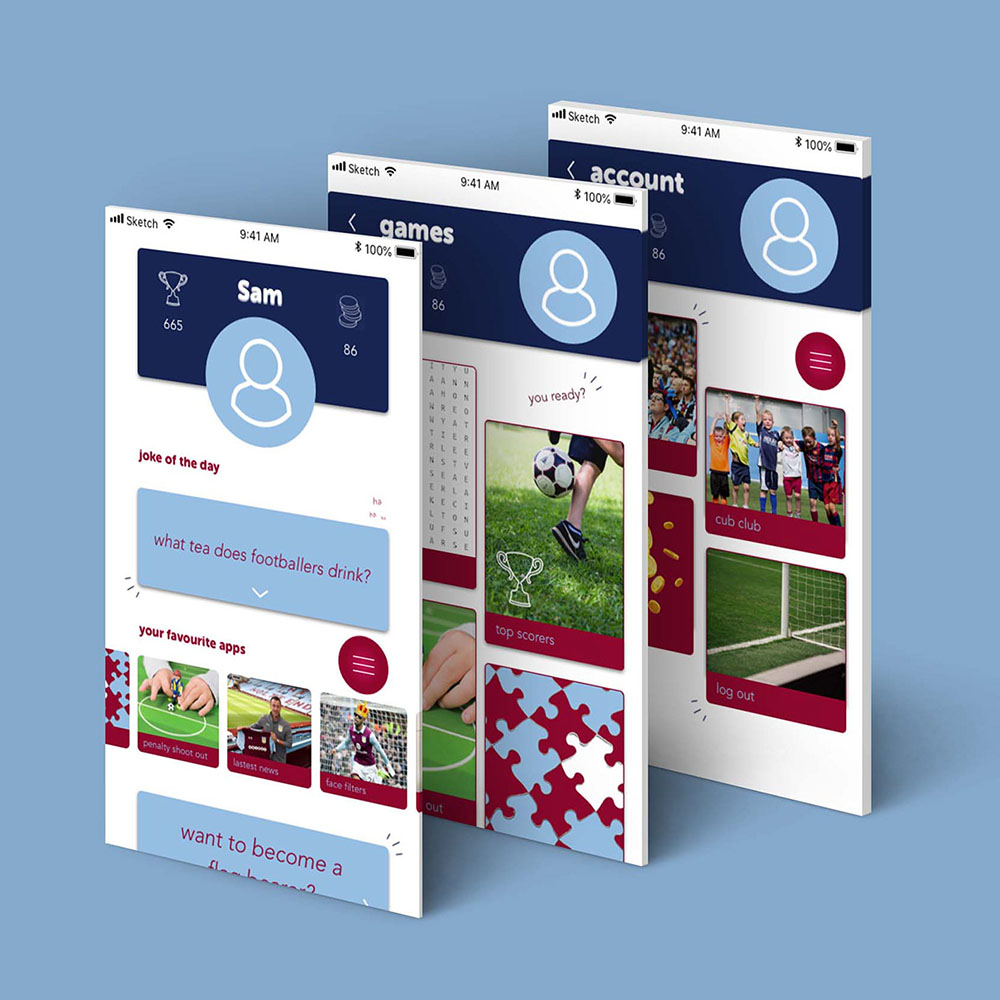 Sketch
9:41 AM
100%
Sam
665
86
joke of the day
ha
what tea does footballers drink?
your favourite apps
penalty shoot out
lastest news
face filters
want to become a
flag bearer?
Sketch
9:41 AM
100%
games
86
you ready?
top scorers
out
Sketch
9:41 AM
100%
account
86
cub club
log out